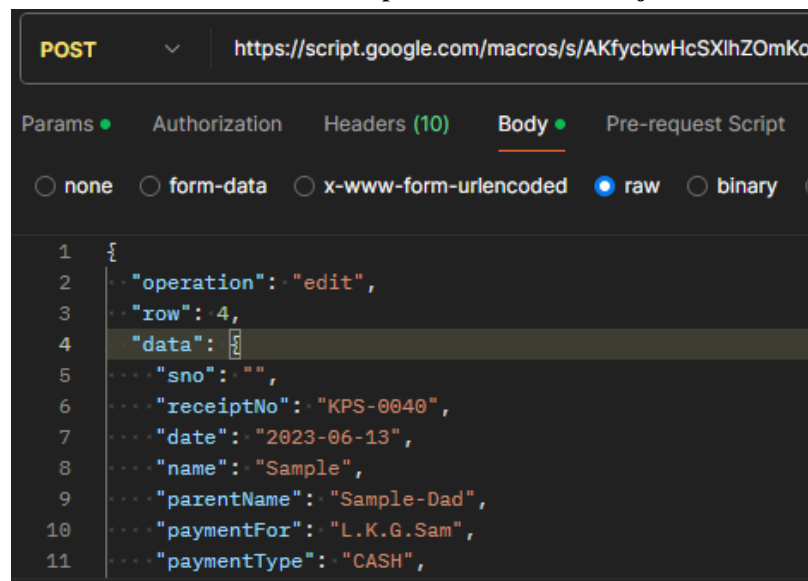 POST https://script.google.com/macros/s/AKfycbwHcSXlhZOmKo
Params Authorization Headers (10) Body Pre-request Script
none form-data x-www-form-urlencoded raw binary
1 {
2 "operation": "edit",
3 "row": 4,
4 "data": {
5 "sno": "",
6 "receiptNo": "KPS-0040",
7 "date": "2023-06-13",
8 "name": "Sample",
9 "parentName": "Sample-Dad",
10 "paymentFor": "L.K.G.Sam",
11 "paymentType": "CASH",